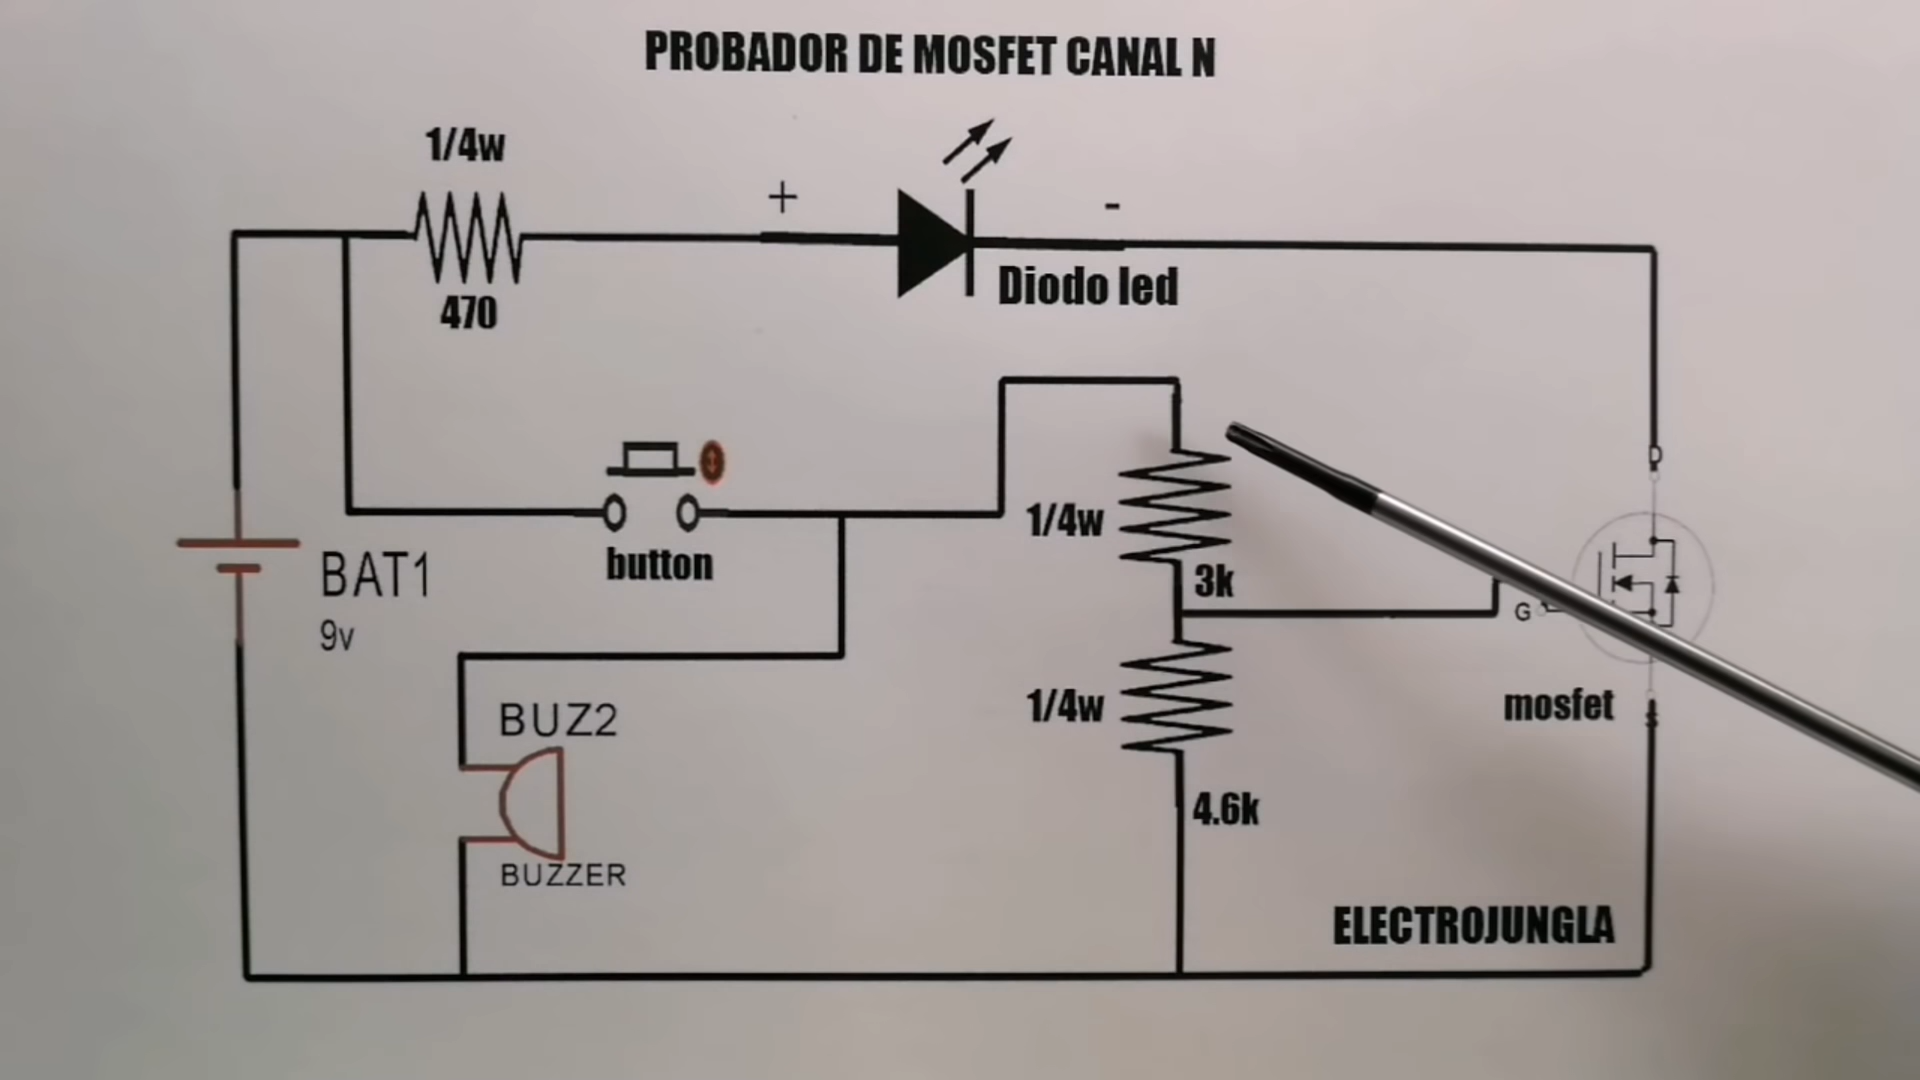 PROBADOR DE MOSFET CANAL N
1/4w
470
+
-
Diodo led
button
BAT1
9v
1/4w
3k
D
G
mosfet
S
1/4w
4.6k
BUZ2
BUZZER
ELECTROJUNGLA